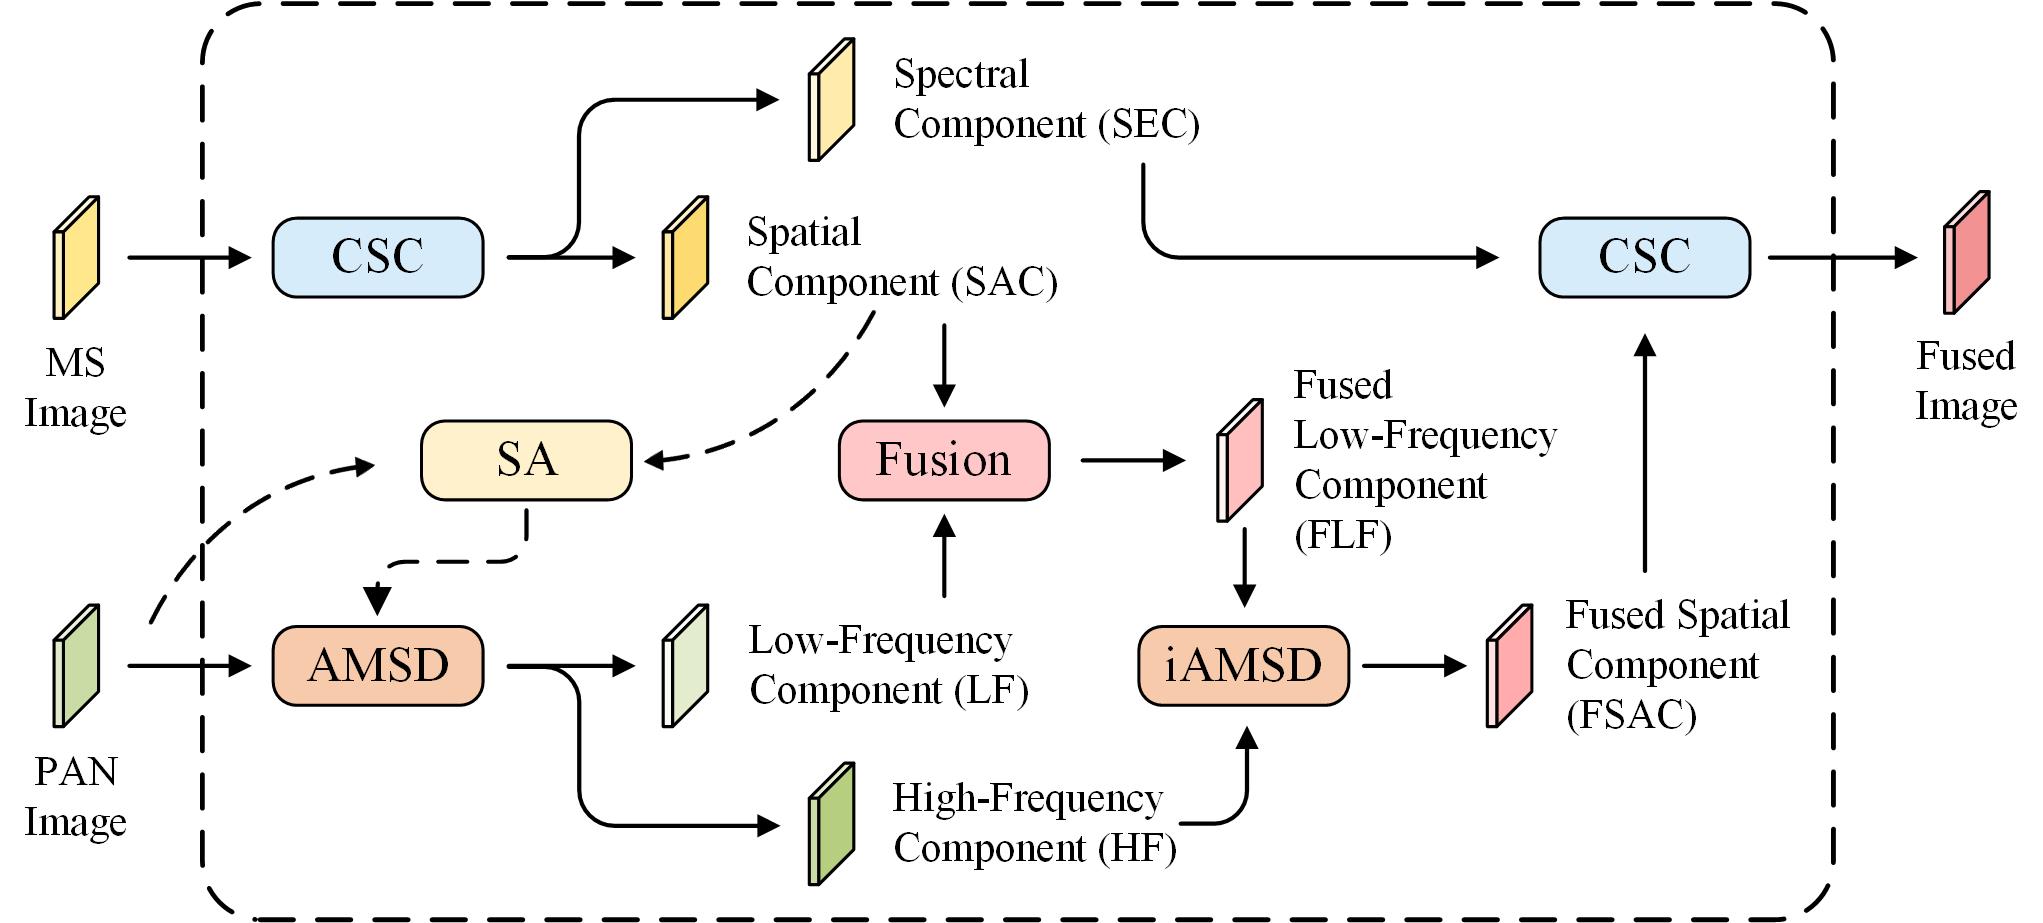 Spectral
Component (SEC)
MS
Image
CSC
Spatial
Component (SAC)
CSC
Fused
Image
SA
Fusion
Fused
Low-Frequency
Component
(FLF)
PAN
Image
AMSD
Low-Frequency
Component (LF)
iAMSD
Fused Spatial
Component
(FSAC)
High-Frequency
Component (HF)